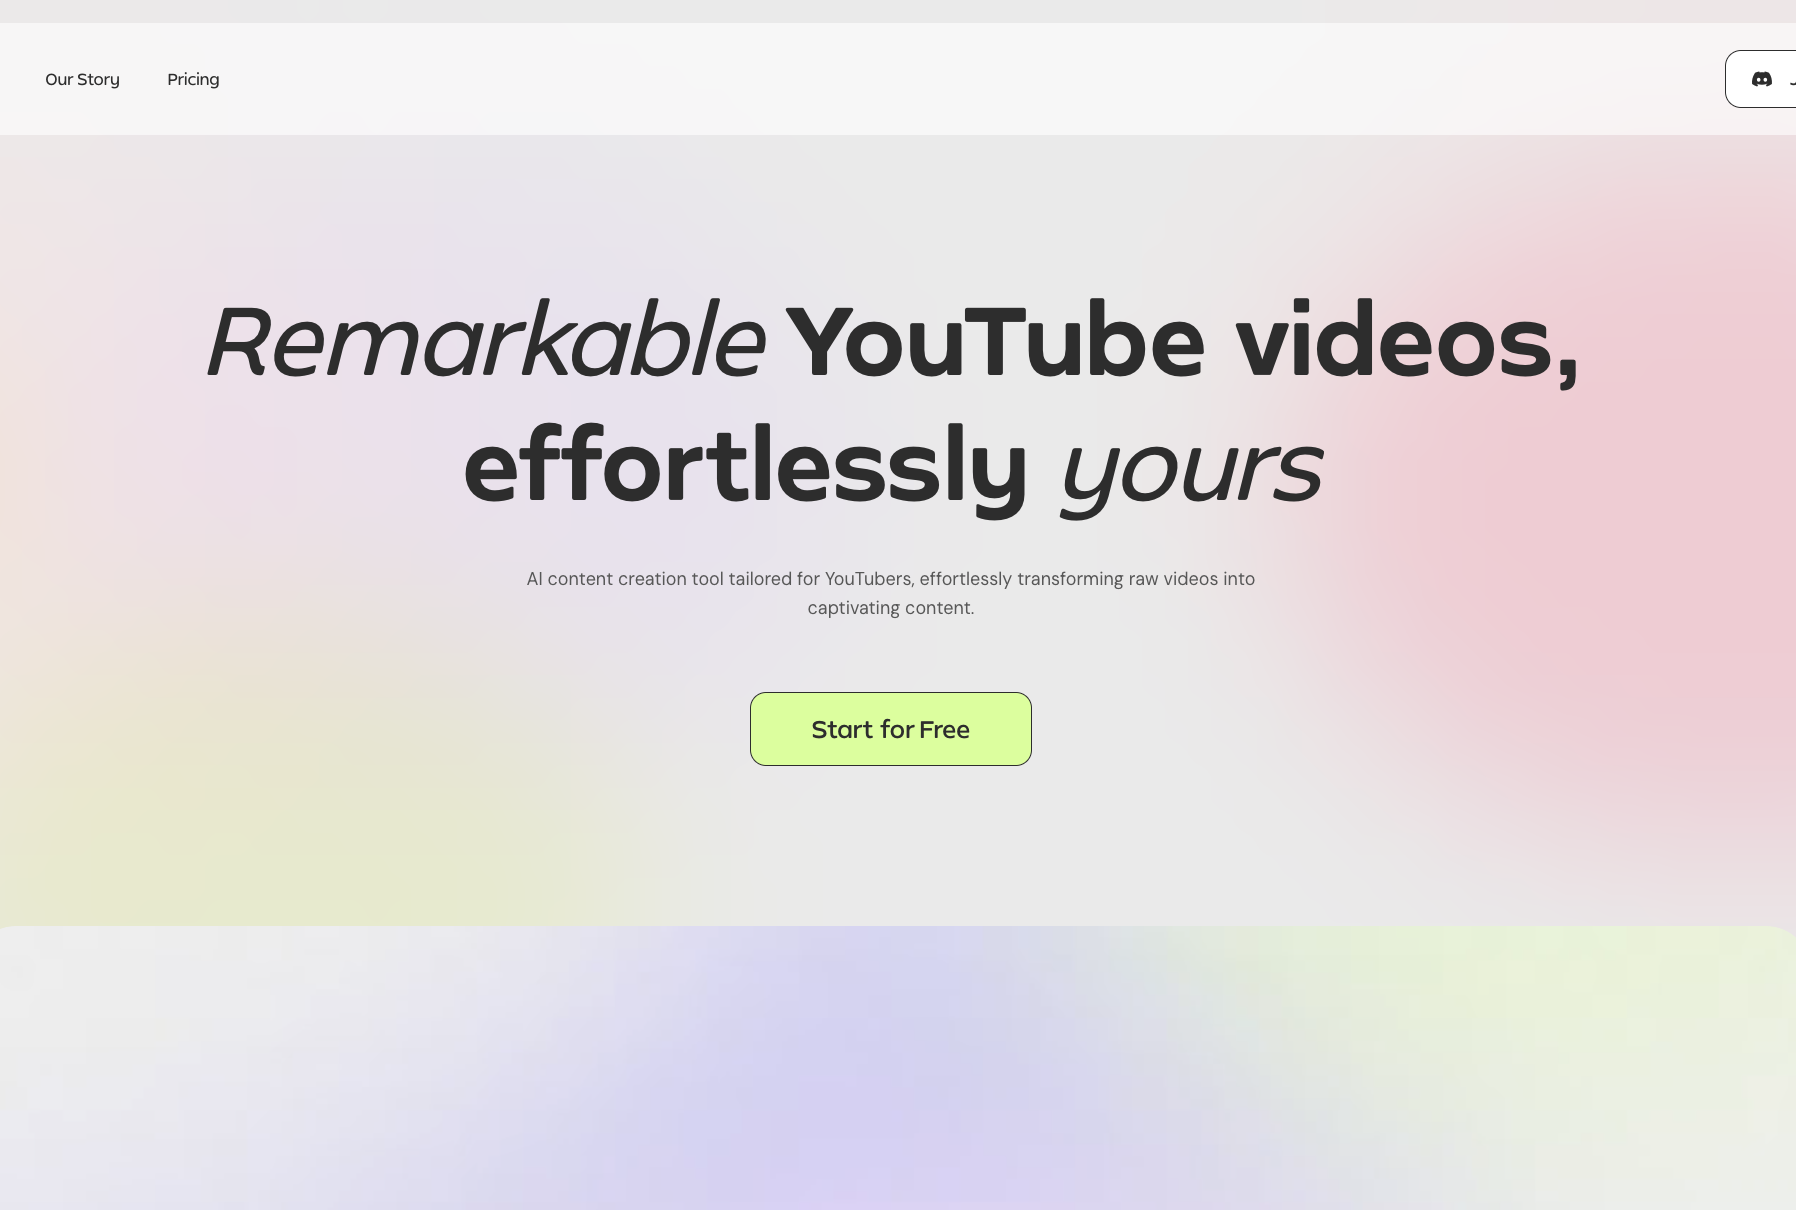 Our Story
Pricing
Remarkable YouTube videos,
effortlessly yours
AI content creation tool tailored for YouTubers, effortlessly transforming raw videos into
captivating content.
Start for Free